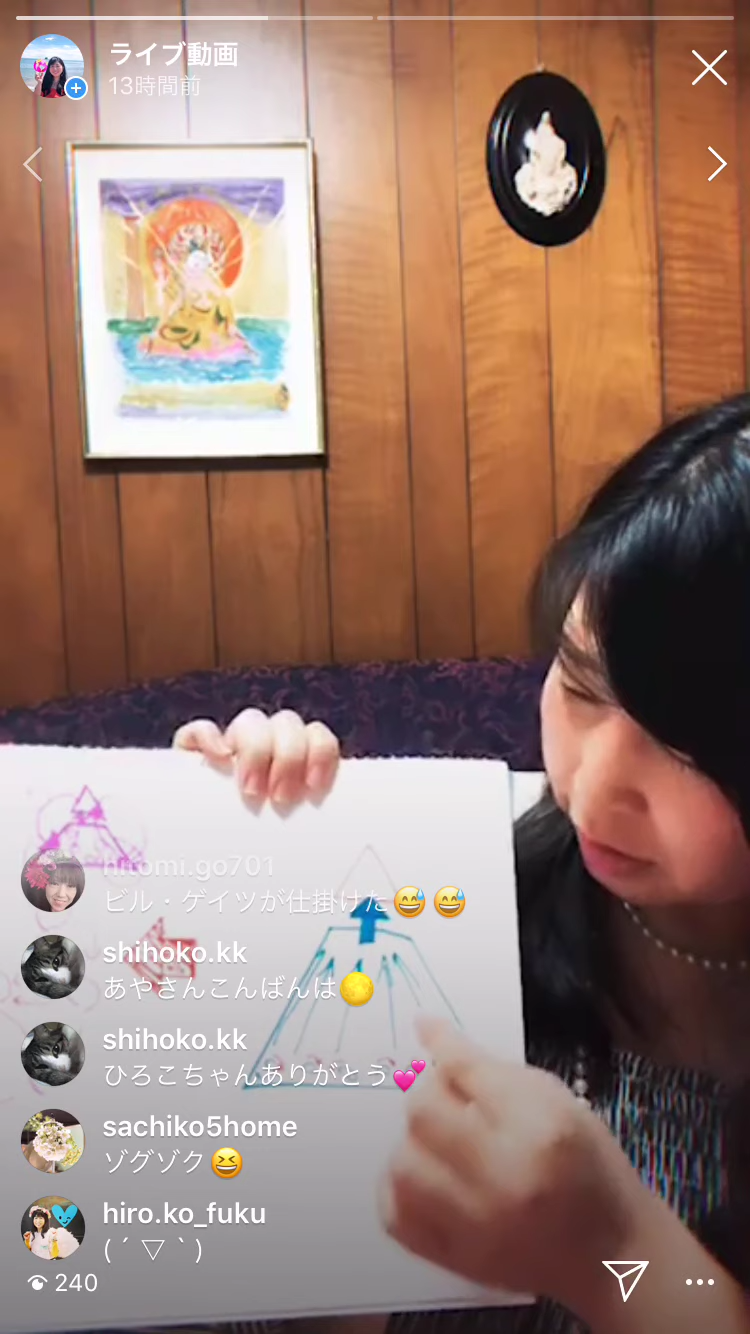 ライブ動画
13時間前
hitomi.go701
ビル・ゲイツが仕掛けた😅😅
shihoko.kk
あやさんこんばんは🌕
shihoko.kk
ひろこちゃんありがとう💕
sachiko5home
ゾグゾク😆
hiro.ko_fuku
(´▽`)
240